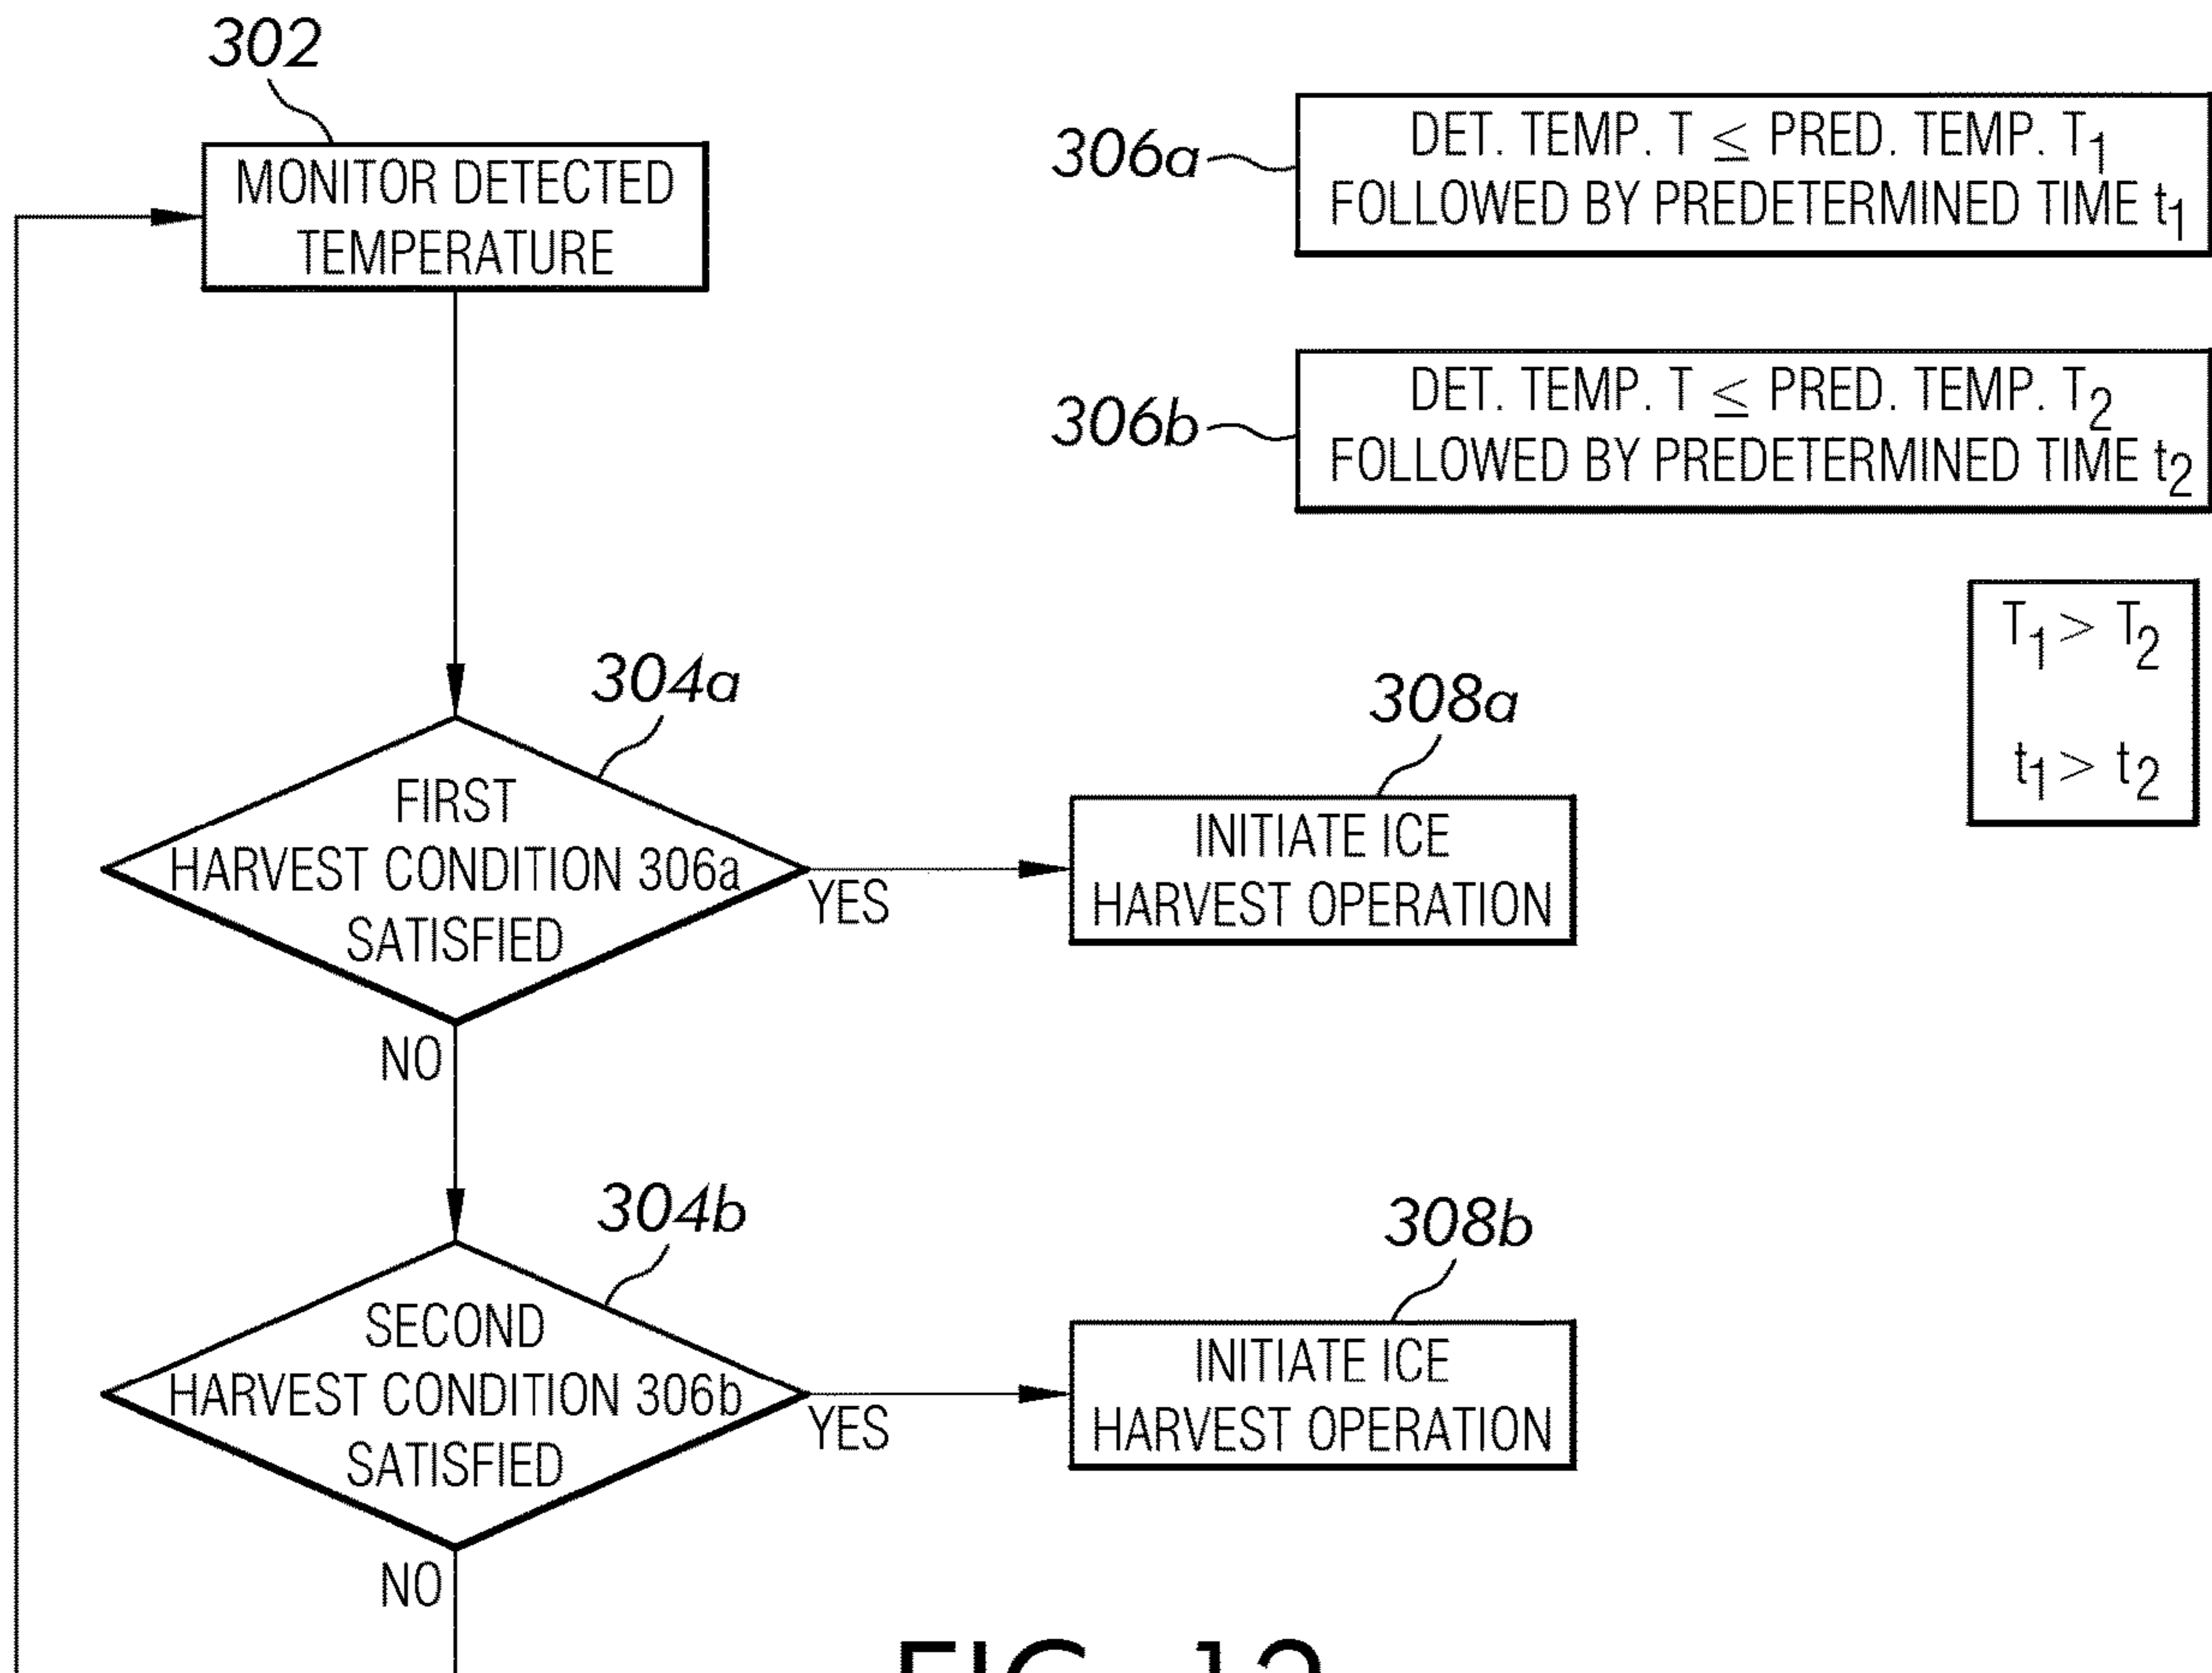 302
MONITOR DETECTED
TEMPERATURE
306a
DET. TEMP. T ≤ PRED. TEMP. T1
FOLLOWED BY PREDETERMINED TIME t1
306b
DET. TEMP. T ≤ PRED. TEMP. T2
FOLLOWED BY PREDETERMINED TIME t2
T1 > T2
t1 > t2
304a
FIRST
HARVEST CONDITION 306a
SATISFIED
YES
NO
308a
INITIATE ICE
HARVEST OPERATION
304b
SECOND
HARVEST CONDITION 306b
SATISFIED
YES
NO
308b
INITIATE ICE
HARVEST OPERATION
FIG. 12